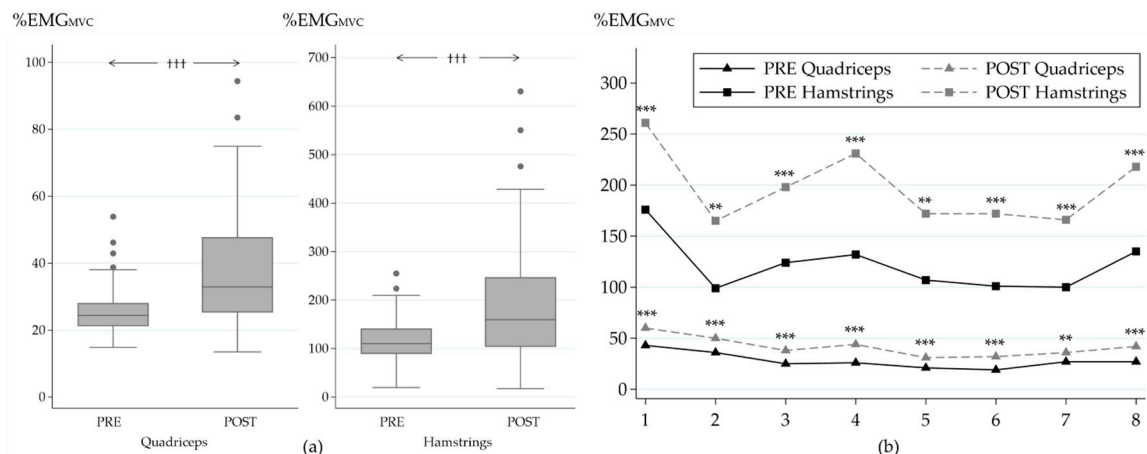 %EMGMVC
100
80
60
40
20
0
†††
PRE
POST
Quadriceps
%EMGMVC
700
600
500
400
300
200
100
0
†††
PRE
POST
Hamstrings
(a)
%EMGMVC
PRE Quadriceps
POST Quadriceps
PRE Hamstrings
POST Hamstrings
300
250
200
150
100
50
0
*** ** *** *** ** *** *** ***
*** *** *** *** *** *** ** ***
1 2 3 4 5 6 7 8
(b)